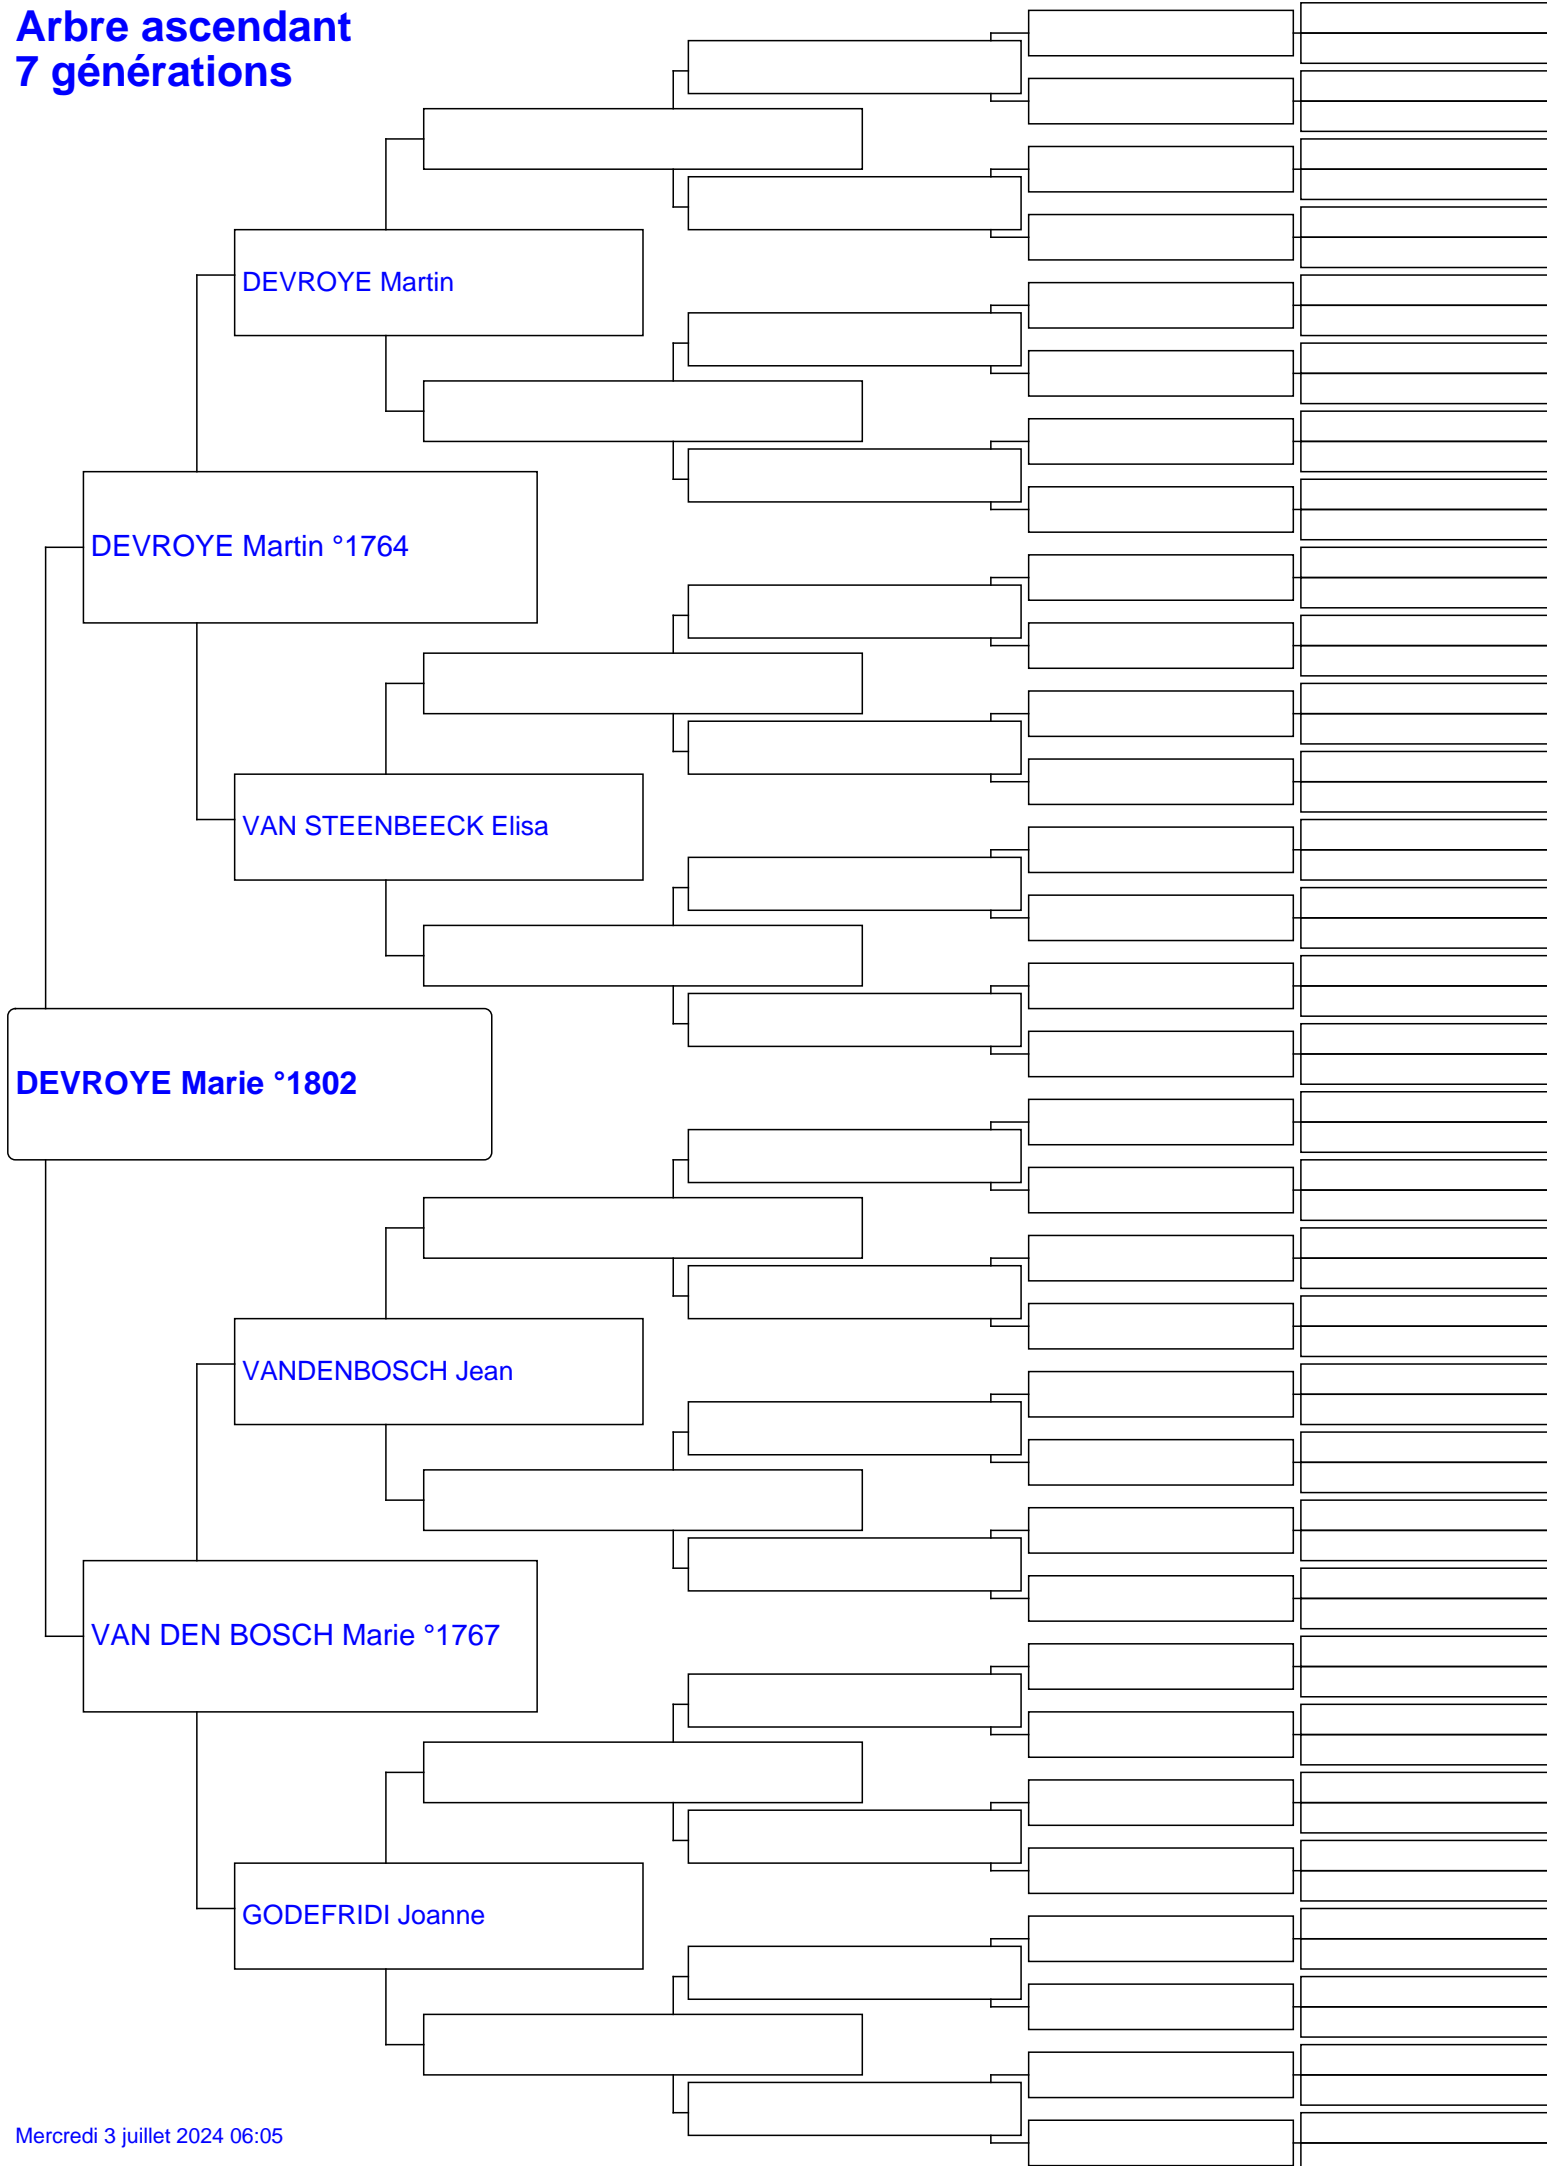 Arbre ascendant
7 générations
DEVROYE Martin
DEVROYE Martin °1764
VAN STEENBEECK Elisa
DEVROYE Marie °1802
VANDENBOSCH Jean
VAN DEN BOSCH Marie °1767
GODEFRIDI Joanne
Mercredi 3 juillet 2024 06:05